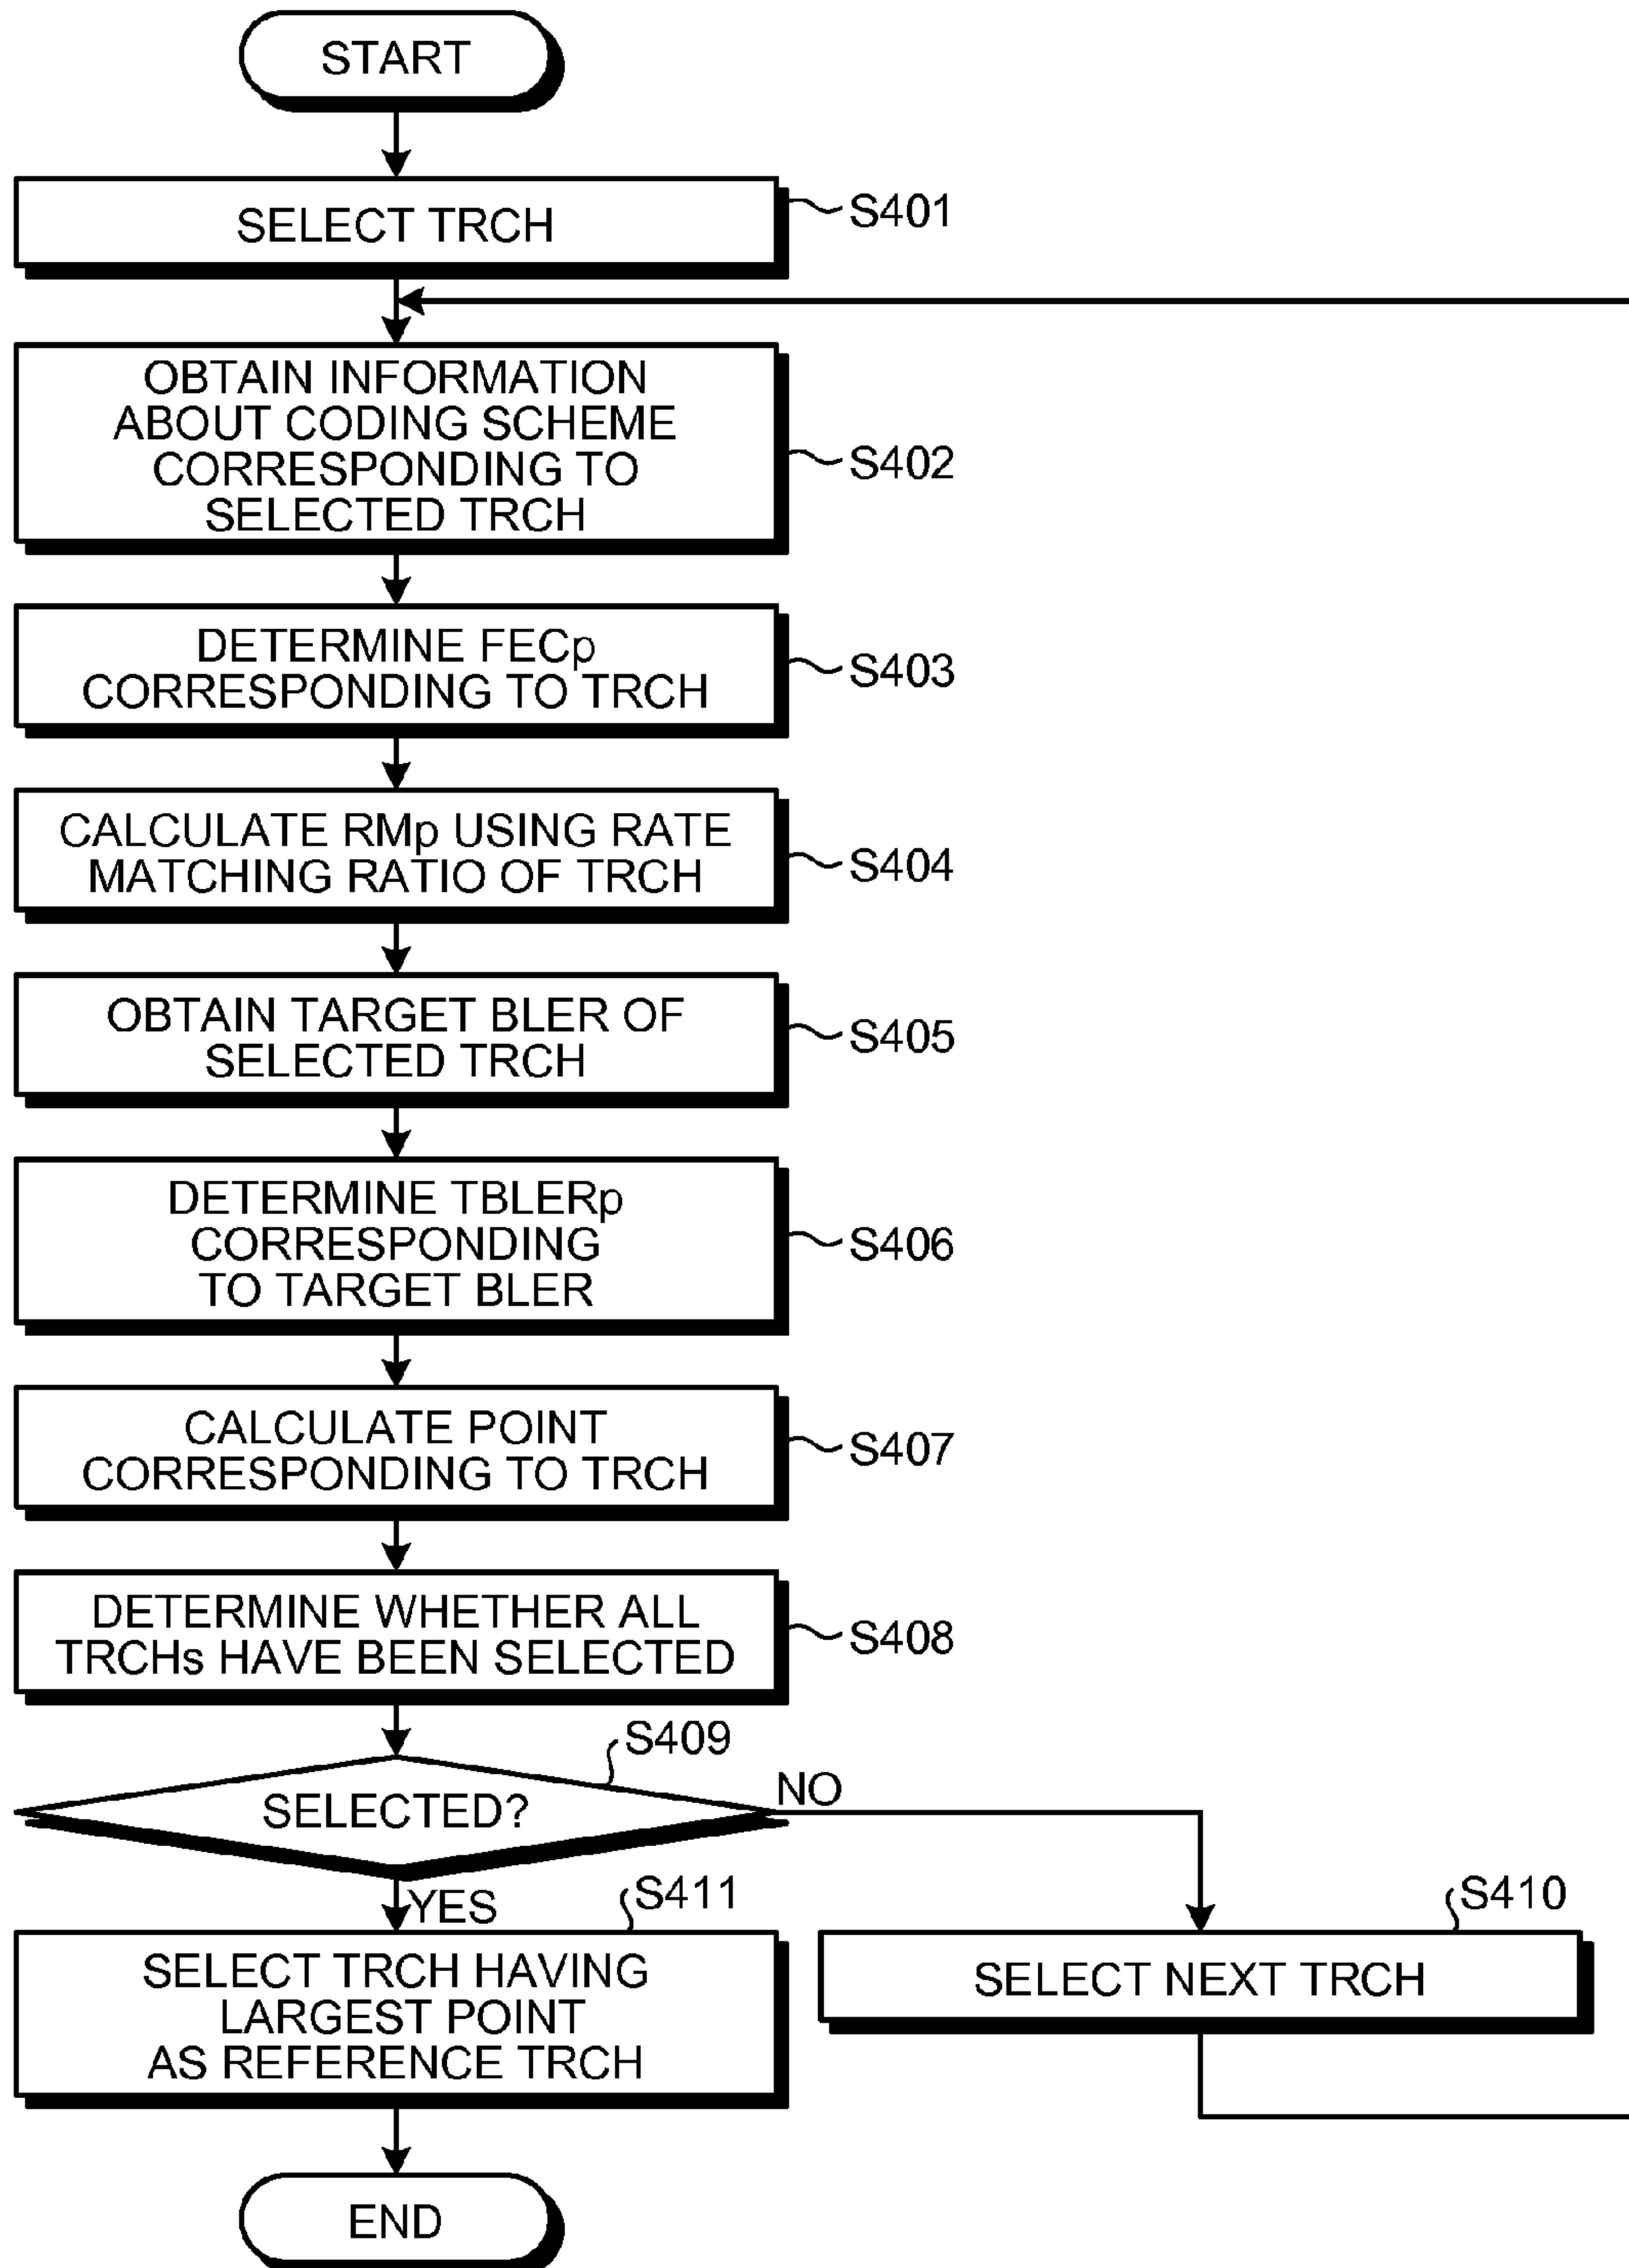 START
SELECT TRCH
S401
OBTAIN INFORMATION
ABOUT CODING SCHEME
CORRESPONDING TO
SELECTED TRCH
S402
DETERMINE FECp
CORRESPONDING TO TRCH
S403
CALCULATE RMp USING RATE
MATCHING RATIO OF TRCH
S404
OBTAIN TARGET BLER OF
SELECTED TRCH
S405
DETERMINE TBLERp
CORRESPONDING
TO TARGET BLER
S406
CALCULATE POINT
CORRESPONDING TO TRCH
S407
DETERMINE WHETHER ALL
TRCHs HAVE BEEN SELECTED
S408
S409
SELECTED?
NO
YES
S411
SELECT TRCH HAVING
LARGEST POINT
AS REFERENCE TRCH
S410
SELECT NEXT TRCH
END